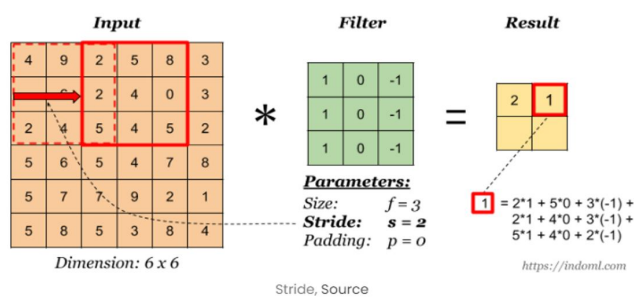 Input
4 9 2 5 8 3
2 4 0 3
2 4 5 4 5 2
5 6 5 4 7 8
5 7 7 9 2 1
5 8 5 3 8 4
Dimension: 6 x 6
*
Filter
1 0 -1
1 0 -1
1 0 -1
Parameters:
Size: f = 3
Stride: s = 2
Padding: p = 0
=
Result
2 1
1 = 2*1 + 5*0 + 3*(-1) +
2*1 + 4*0 + 3*(-1) +
5*1 + 4*0 + 2*(-1)
https://indoml.com
Stride, Source